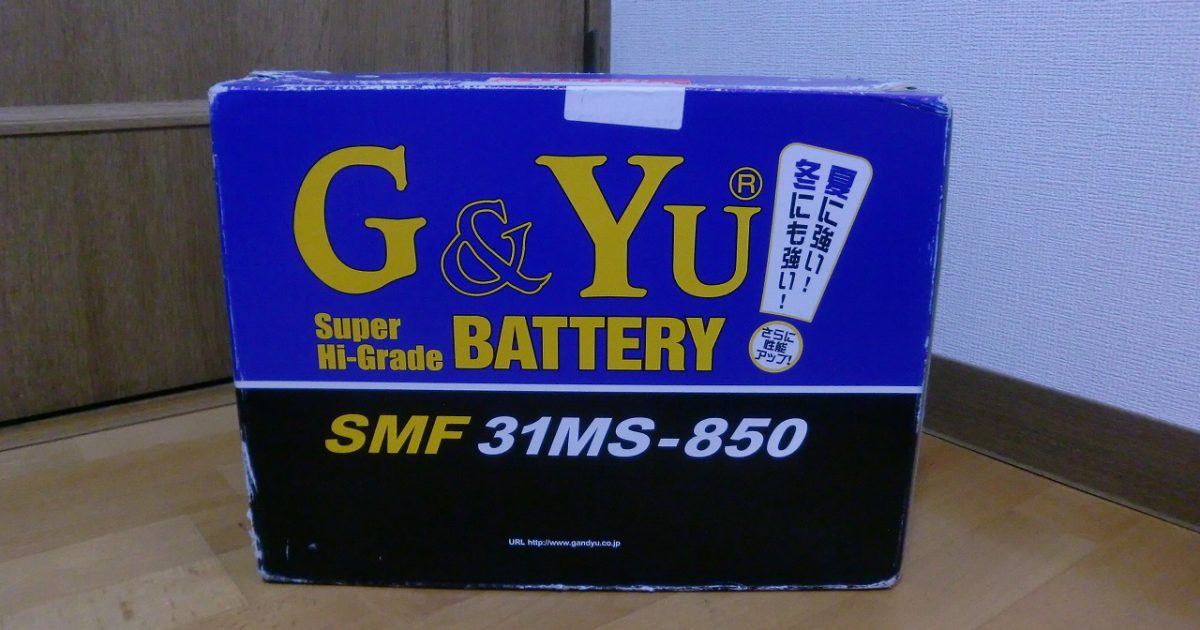 G & Yu®
Super
Hi-Grade
BATTERY
夏に強い!
冬にも強い!
さらに
性能
アップ!
SMF 31MS-850
URL http://www.gandyu.co.jp